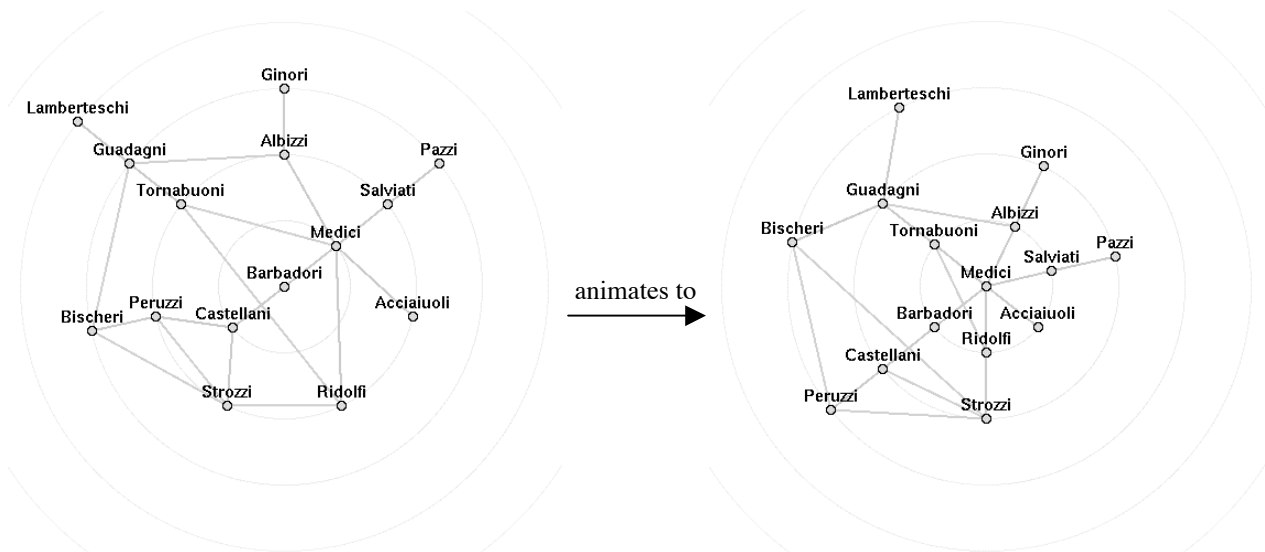 Ginori
Lamberteschi
Albizzi
Guadagni
Pazzi
Tornabuoni
Salviati
Medici
Barbadori
Peruzzi
Castellani
Acciaiuoli
Bischeri
Strozzi
Ridolfi
animates to
Lamberteschi
Ginori
Guadagni
Albizzi
Bischeri
Tornabuoni
Pazzi
Salviati
Medici
Barbadori
Acciaiuoli
Ridolfi
Castellani
Peruzzi
Strozzi